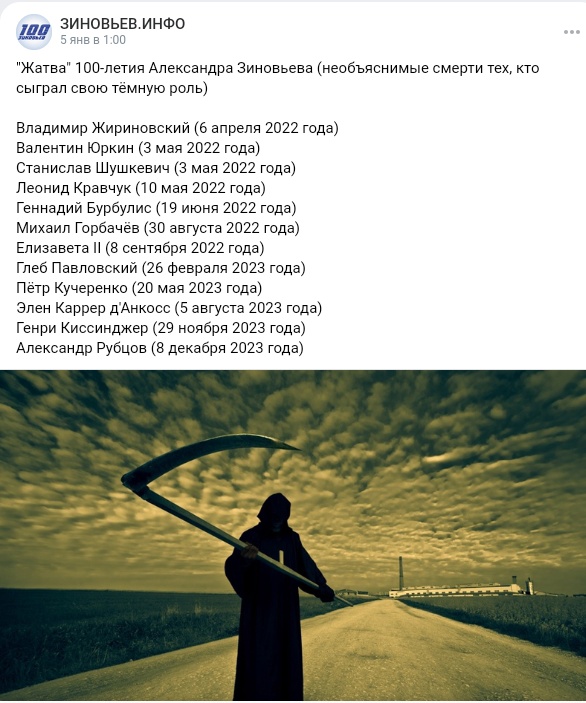 100
ЗИНОВЬЕВ
ЗИНОВЬЕВ.ИНФО
5 янв в 1:00
"Жатва" 100-летия Александра Зиновьева (необъяснимые смерти тех, кто
сыграл свою тёмную роль)
Владимир Жириновский (6 апреля 2022 года)
Валентин Юркин (3 мая 2022 года)
Станислав Шушкевич (3 мая 2022 года)
Леонид Кравчук (10 мая 2022 года)
Геннадий Бурбулис (19 июня 2022 года)
Михаил Горбачёв (30 августа 2022 года)
Елизавета II (8 сентября 2022 года)
Глеб Павловский (26 февраля 2023 года)
Пётр Кучеренко (20 мая 2023 года)
Элен Каррер д'Анкосс (5 августа 2023 года)
Генри Киссинджер (29 ноября 2023 года)
Александр Рубцов (8 декабря 2023 года)